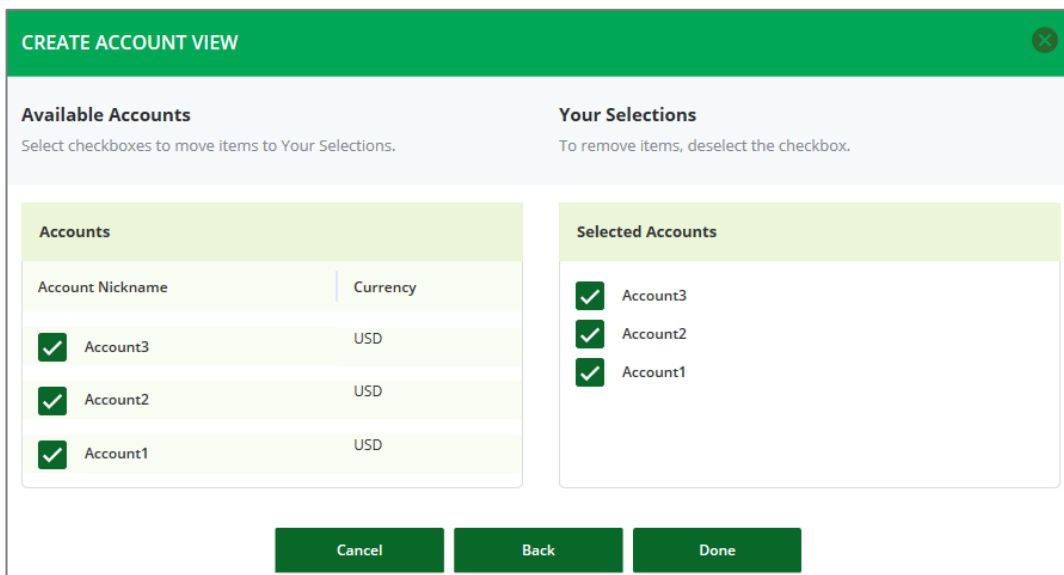 CREATE ACCOUNT VIEW
Available Accounts
Select checkboxes to move items to Your Selections.
Your Selections
To remove items, deselect the checkbox.
Accounts
Account Nickname Currency
Account3 USD
Account2 USD
Account1 USD
Selected Accounts
Account3
Account2
Account1
Cancel Back Done